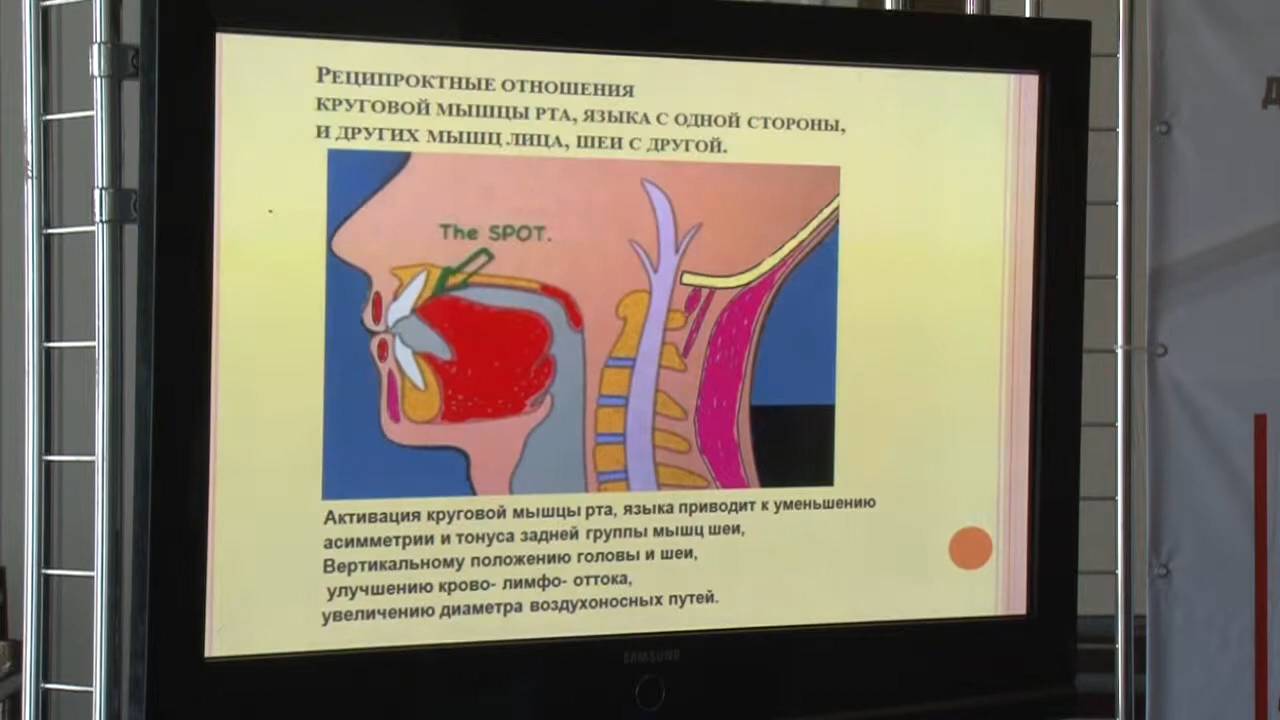 РЕЦИПРОКТНЫЕ ОТНОШЕНИЯ
КРУГОВОЙ МЫШЦЫ РТА, ЯЗЫКА С ОДНОЙ СТОРОНЫ,
И ДРУГИХ МЫШЦ ЛИЦА, ШЕИ С ДРУГОЙ.
The SPOT.
Активация круговой мышцы рта, языка приводит к уменьшению
асимметрии и тонуса задней группы мышц шеи,
Вертикальному положению головы и шеи,
улучшению крово- лимфо- оттока,
увеличению диаметра воздухоносных путей.
SAMSUNG